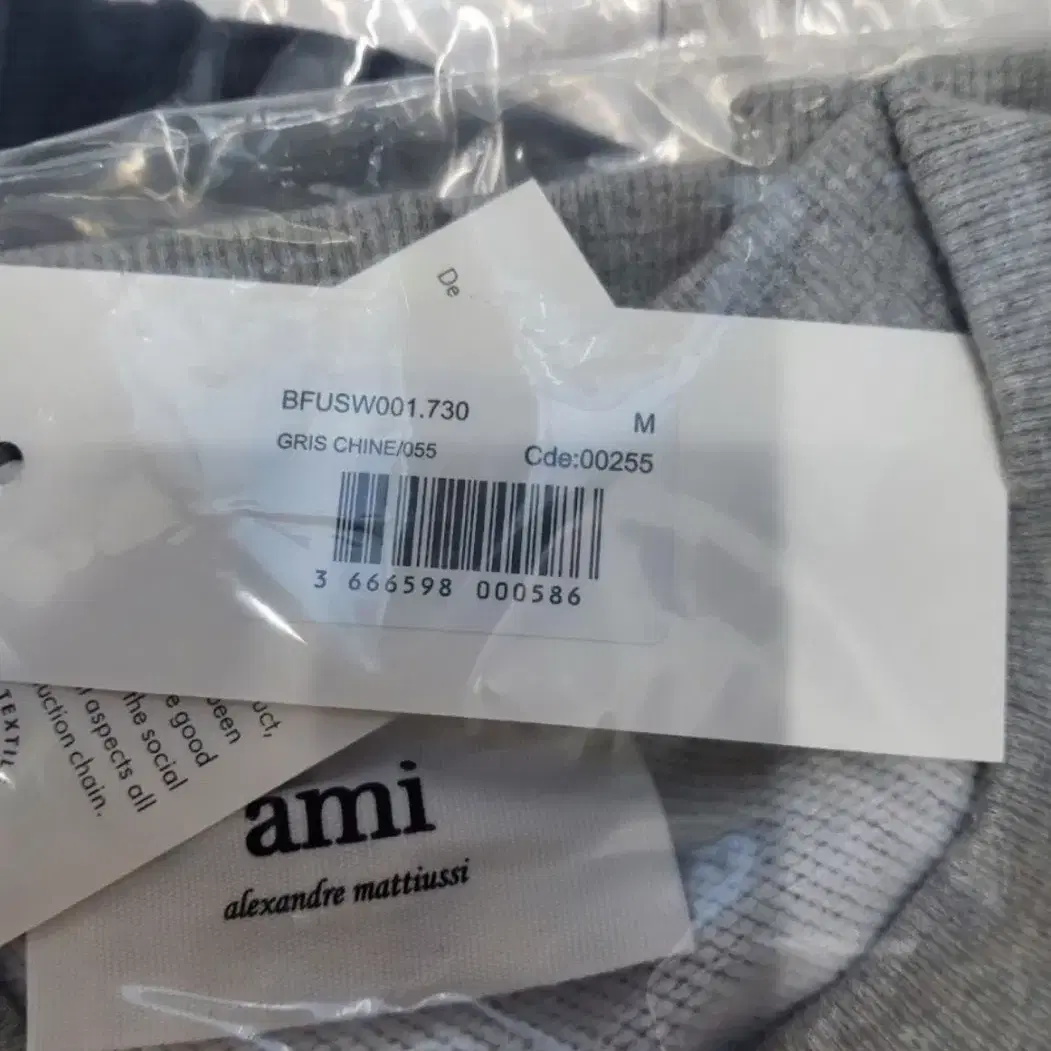 De
BFUSW001.730
M
GRIS CHINE/055
Cde:00255
3 666598 000586
uct,
been
e good
the social
aspects all
uction chain.
TEXTIL
ami
alexandre mattiussi